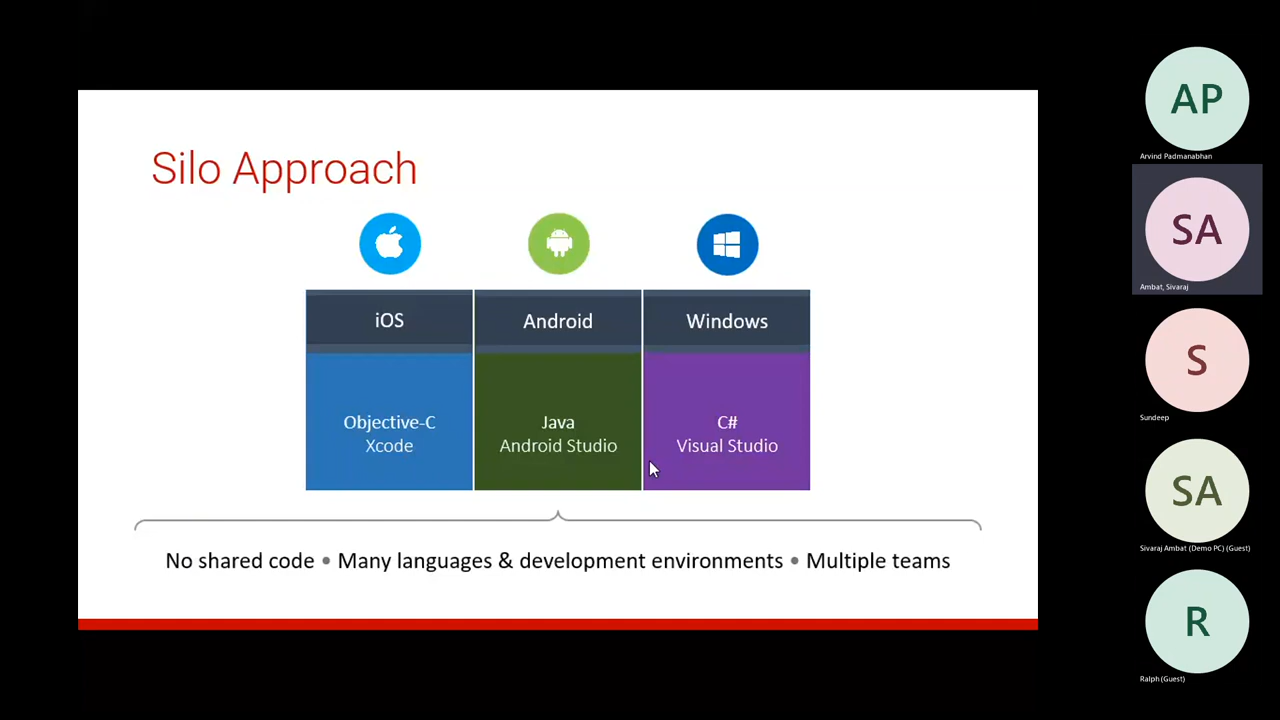 Silo Approach
iOS
Android
Windows
Objective-C
Xcode
Java
Android Studio
C#
Visual Studio
No shared code • Many languages & development environments • Multiple teams
AP
Arvind Padmanabhan
SA
Ambat, Sivaraj
S
Sundeep
SA
Sivaraj Ambat (Demo PC) (Guest)
R
Ralph (Guest)